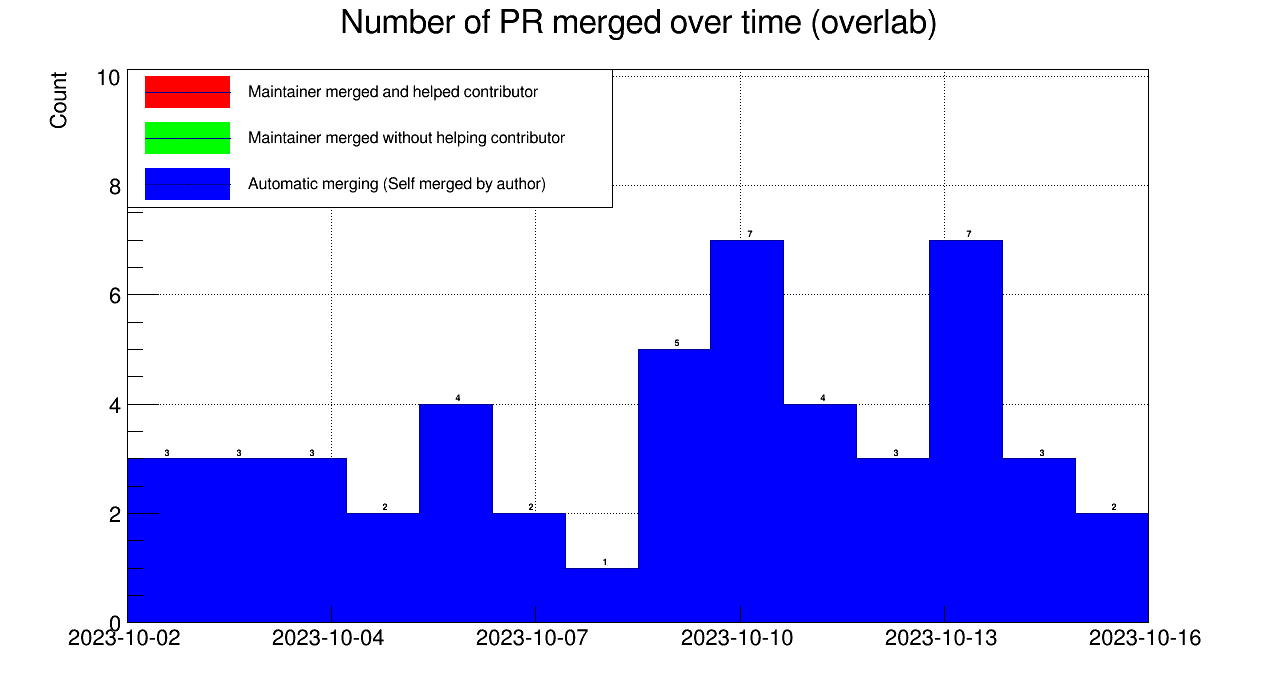 Number of PR merged over time (overlab)
Count
10
8
6
4
2
0
Maintainer merged and helped contributor
Maintainer merged without helping contributor
Automatic merging (Self merged by author)
3 3 3 2 4 2 1 5 7 4 3 7 3 2
2023-10-02 2023-10-04 2023-10-07 2023-10-10 2023-10-13 2023-10-16